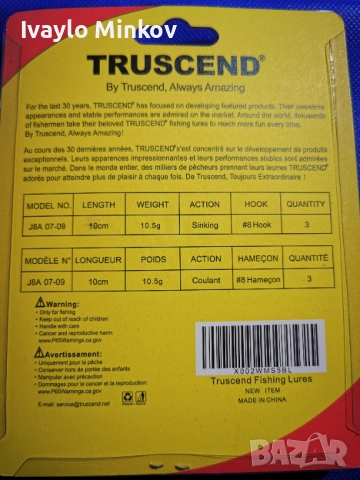 Ivaylo Minkov
TRUSCEND®
By Truscend, Always Amazing
For the last 30 years, TRUSCEND® has focused on developing featured products. Their awesome
appearances and stable performances are admired on the market. Around the world, thousands
of fishermen take their beloved TRUSCEND® fishing lures to reach more fun every time.
By Truscend, Always Amazing!
Au cours des 30 dernières années, TRUSCEND®s'est concentré sur le développement de produits
exceptionnels. Leurs apparences impressionnantes et leurs performances stables sont admirées
sur le marché. Dans le monde entier, des milliers de pêcheurs prennent leurs leurres TRUSCEND®
adorés pour atteindre plus de plaisir à chaque fois. De Truscend, Toujours Extraordinaire !
MODEL NO. LENGTH WEIGHT ACTION HOOK QUANTITY
J8A 07-09 10cm 10.5g Sinking #8 Hook 3
MODÈLE N° LONGUEUR POIDS ACTION HAMEÇON QUANTITÉ
J8A 07-09 10cm 10.5g Coulant #8 Hameçon 3
Warning:
• Only for fishing
• Keep out of reach of children
• Handle with care
• Cancer and reproductive harm:
www.P65Warnings.ca.gov
Avertissement:
• Uniquement pour la pêche
• Conserver hors de portée des enfants
• Manipuler avec précaution
• Dommages pour le cancer et la reproduction:
www.P65Warnings.ca.gov
E-mail: service@truscend.net
X002WMS5BL
Truscend Fishing Lures
NEW ITEM
MADE IN CHINA
BAZAR
bg